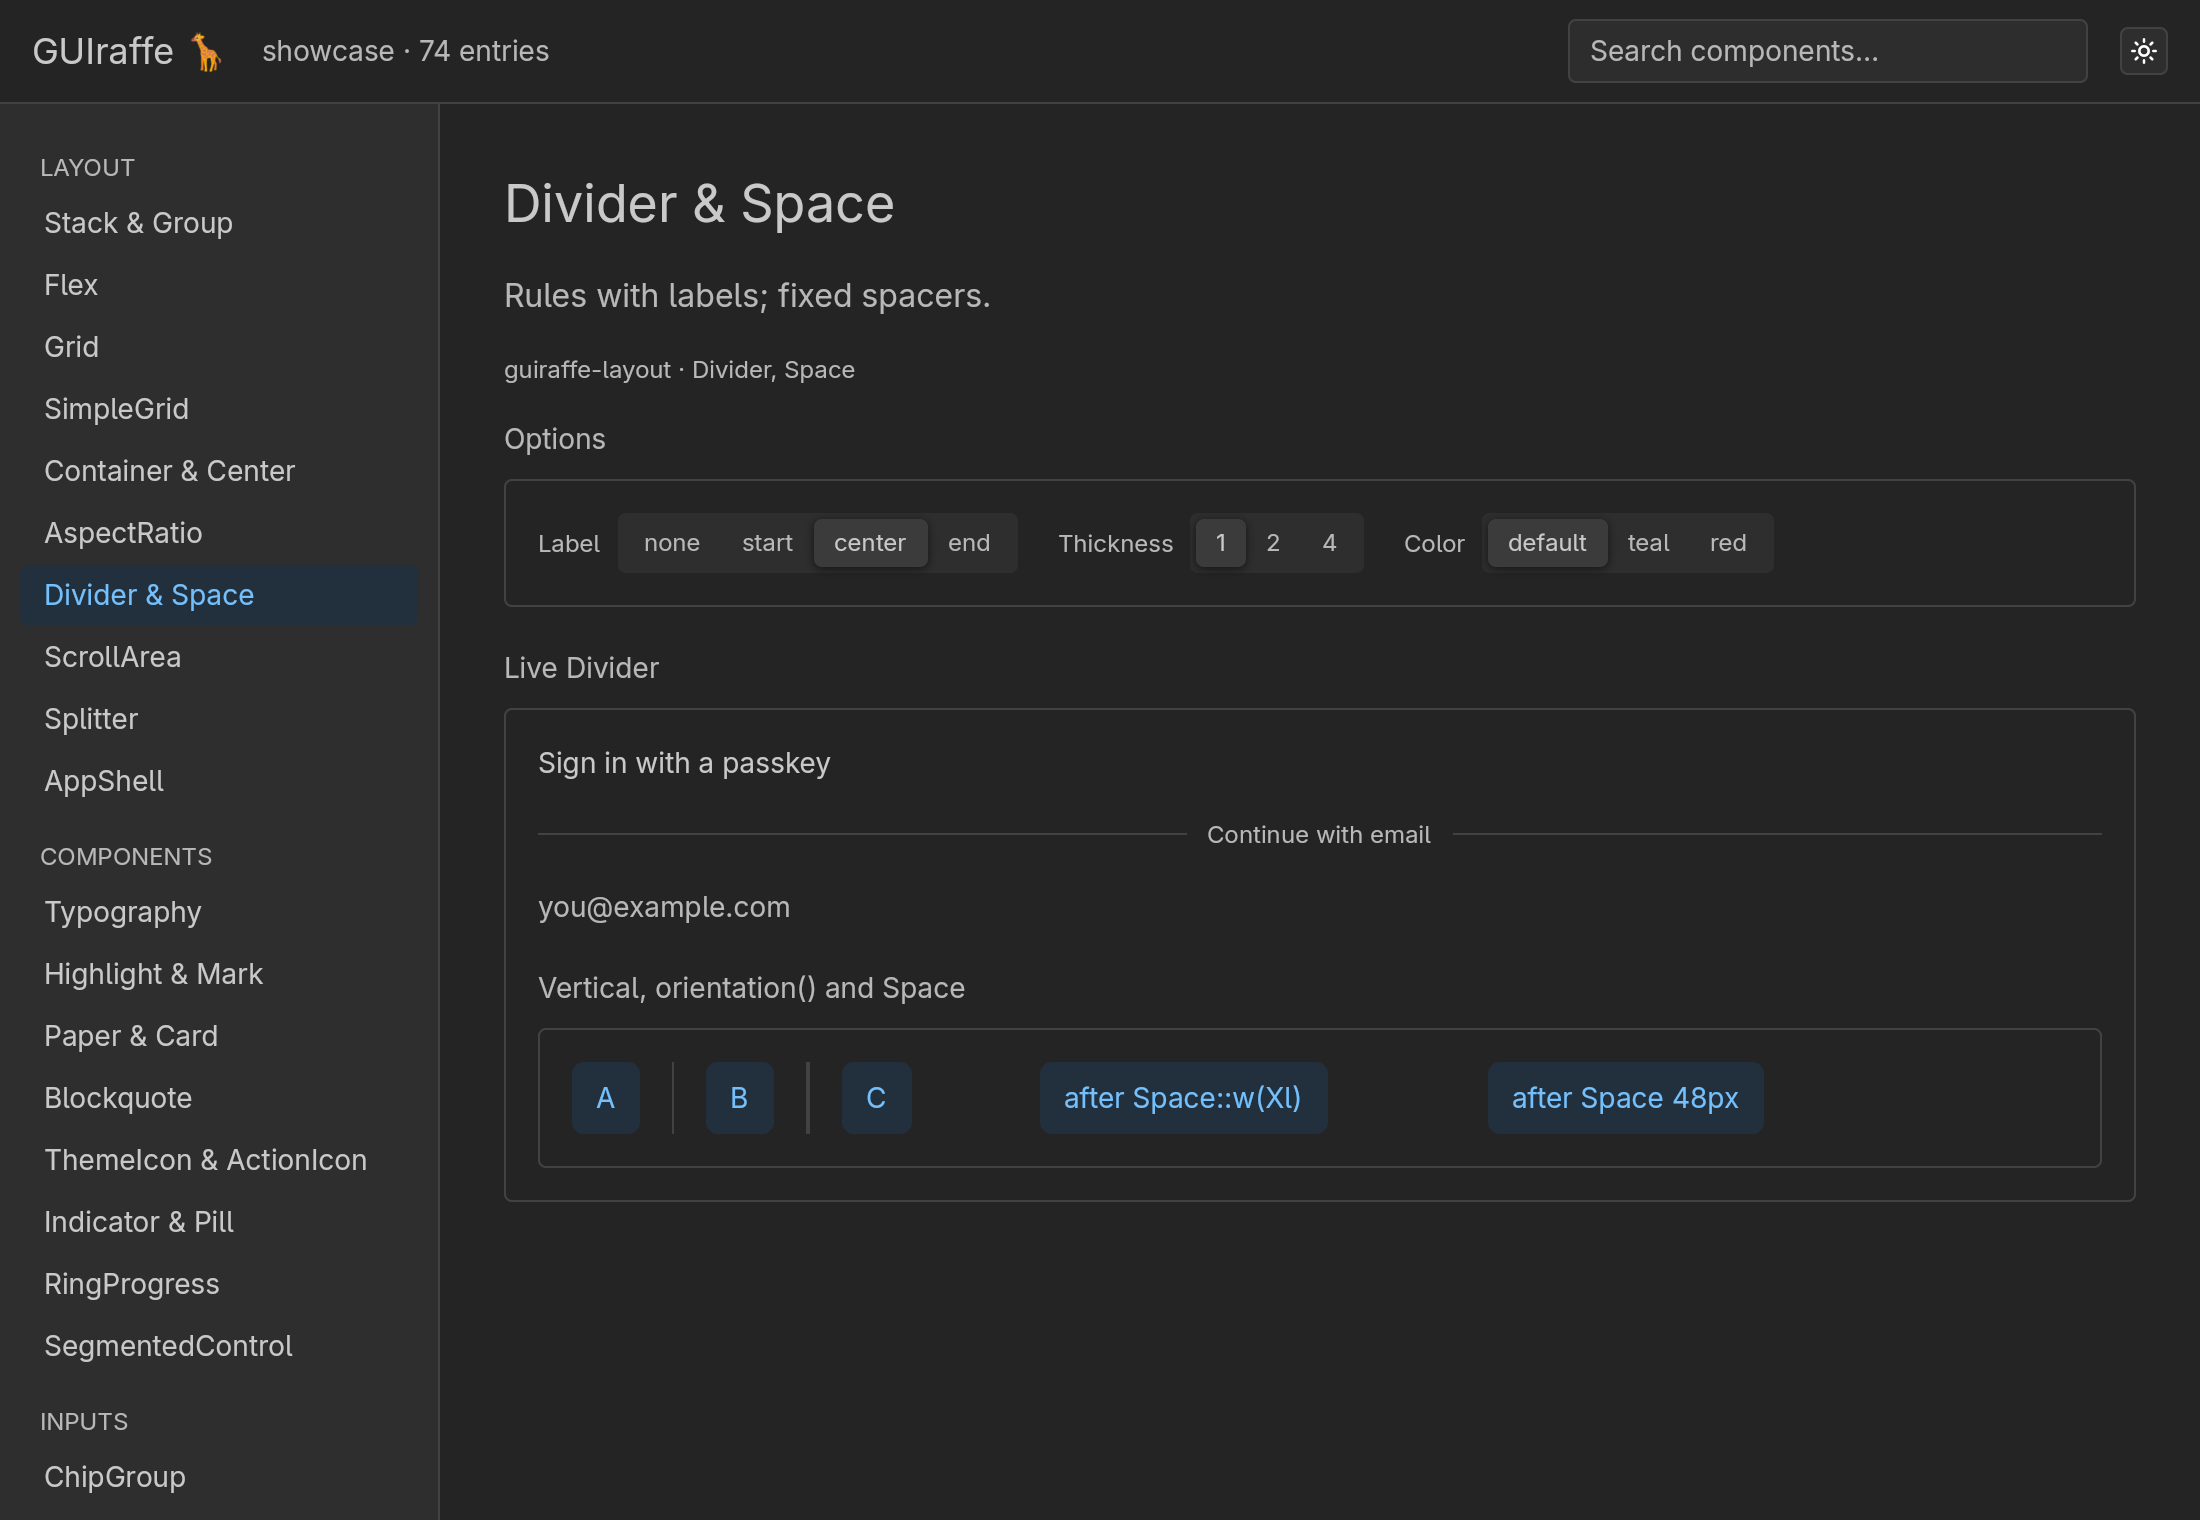 GUIraffe 🦒 showcase · 74 entries
Search components...
LAYOUT
Stack & Group
Flex
Grid
SimpleGrid
Container & Center
AspectRatio
Divider & Space
ScrollArea
Splitter
AppShell
COMPONENTS
Typography
Highlight & Mark
Paper & Card
Blockquote
ThemeIcon & ActionIcon
Indicator & Pill
RingProgress
SegmentedControl
INPUTS
ChipGroup
Divider & Space
Rules with labels; fixed spacers.
guiraffe-layout · Divider, Space
Options
Label none start center end Thickness 1 2 4 Color default teal red
Live Divider
Sign in with a passkey
Continue with email
you@example.com
Vertical, orientation() and Space
A B C after Space::w(Xl) after Space 48px